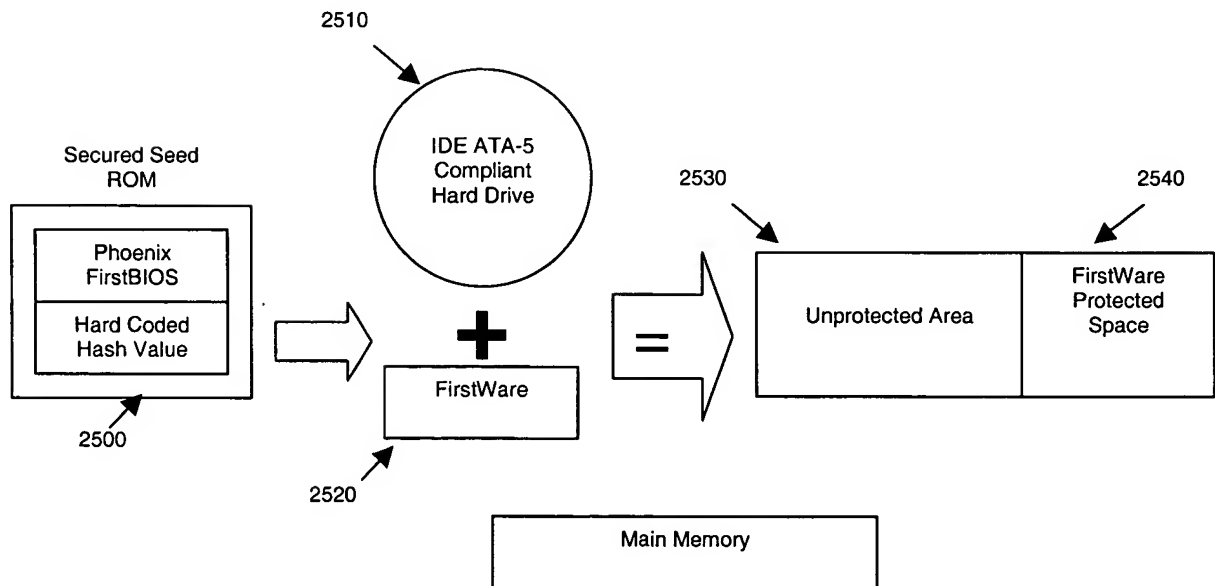 2510
IDE ATA-5
Compliant
Hard Drive
Secured Seed
ROM
2530
2540
Phoenix
FirstBIOS
Hard Coded
Hash Value
+
=
Unprotected Area
FirstWare
Protected
Space
FirstWare
2500
2520
Main Memory